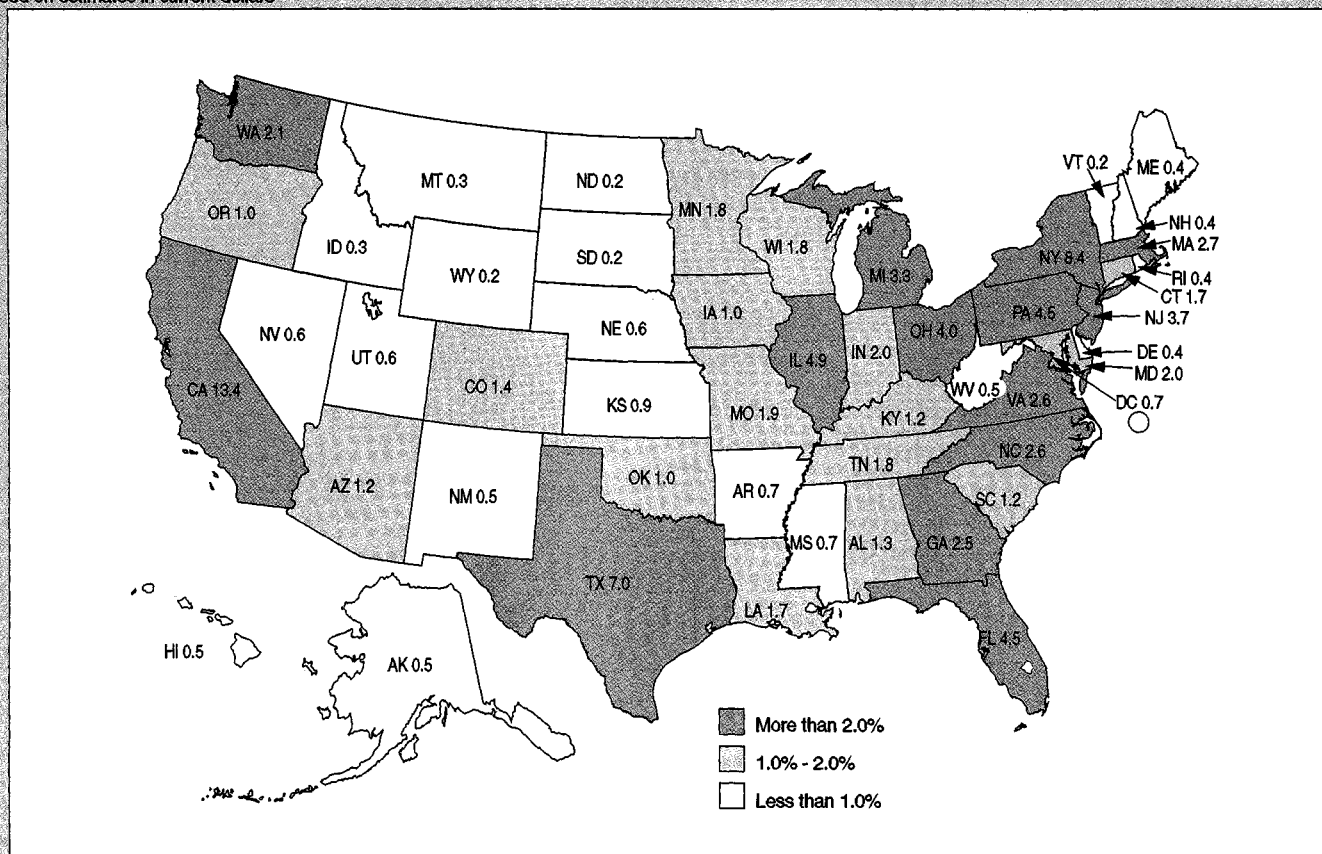 WA 2.1
MT 0.3
ND 0.2
MN 1.8
VT 0.2
ME 0.4
OR 1.0
ID 0.3
WY 0.2
SD 0.2
WI 1.8
MI 3.3
NY 8.4
NH 0.4
MA 2.7
RI 0.4
CT 1.7
NJ 3.7
NV 0.6
UT 0.6
CO 1.4
NE 0.6
IA 1.0
IL 4.9
IN 2.0
OH 4.0
PA 4.5
DE 0.4
MD 2.0
DC 0.7
CA 13.4
KS 0.9
MO 1.9
KY 1.2
WV 0.5
VA 2.6
AZ 1.2
NM 0.5
OK 1.0
AR 0.7
TN 1.8
NC 2.6
SC 1.2
TX 7.0
LA 1.7
MS 0.7
AL 1.3
GA 2.5
FL 4.5
HI 0.5
AK 0.5
More than 2.0%
1.0% - 2.0%
Less than 1.0%